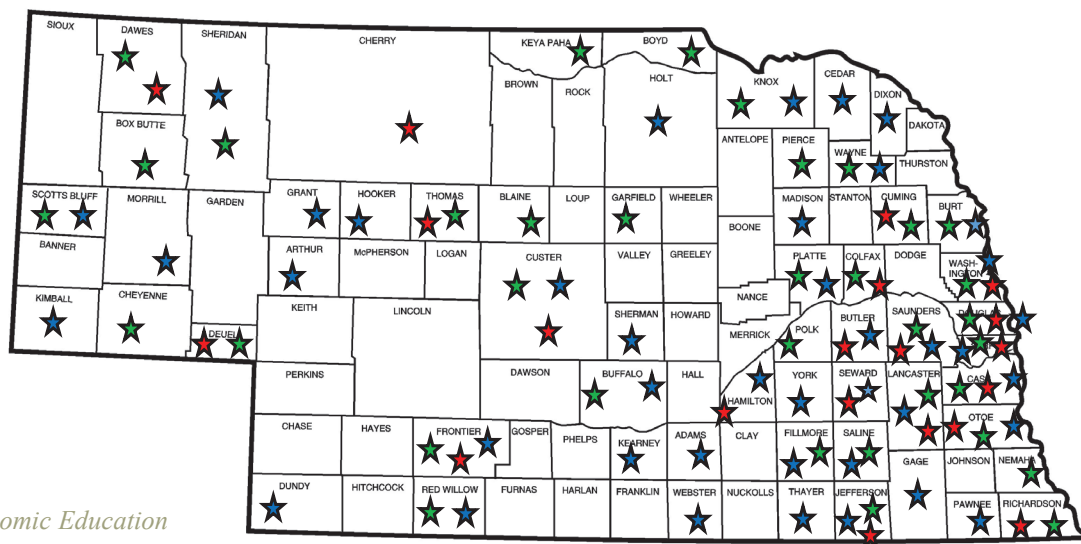 SIOUX
DAWES
SHERIDAN
CHERRY
KEYA PAHA
BOYD
BROWN
ROCK
HOLT
KNOX
CEDAR
DIXON
DAKOTA
BOX BUTTE
ANTELOPE
PIERCE
WAYNE
THURSTON
SCOTTS BLUFF
MORRILL
GARDEN
GRANT
HOOKER
THOMAS
BLAINE
LOUP
GARFIELD
WHEELER
MADISON
STANTON
CUMING
BURT
BOONE
BANNER
ARTHUR
McPHERSON
LOGAN
CUSTER
VALLEY
GREELEY
PLATTE
COLFAX
DODGE
WASH-
INGTON
KIMBALL
CHEYENNE
DEUEL
KEITH
LINCOLN
SHERMAN
HOWARD
NANCE
MERRICK
POLK
BUTLER
SAUNDERS
DOUGLAS
PERKINS
DAWSON
BUFFALO
HALL
HAMILTON
YORK
SEWARD
LANCASTER
CASS
OTOE
CHASE
HAYES
FRONTIER
GOSPER
PHELPS
KEARNEY
ADAMS
CLAY
FILLMORE
SALINE
GAGE
JOHNSON
NEMAHA
DUNDY
HITCHCOCK
RED WILLOW
FURNAS
HARLAN
FRANKLIN
WEBSTER
NUCKOLLS
THAYER
JEFFERSON
PAWNEE
RICHARDSON
omic Education